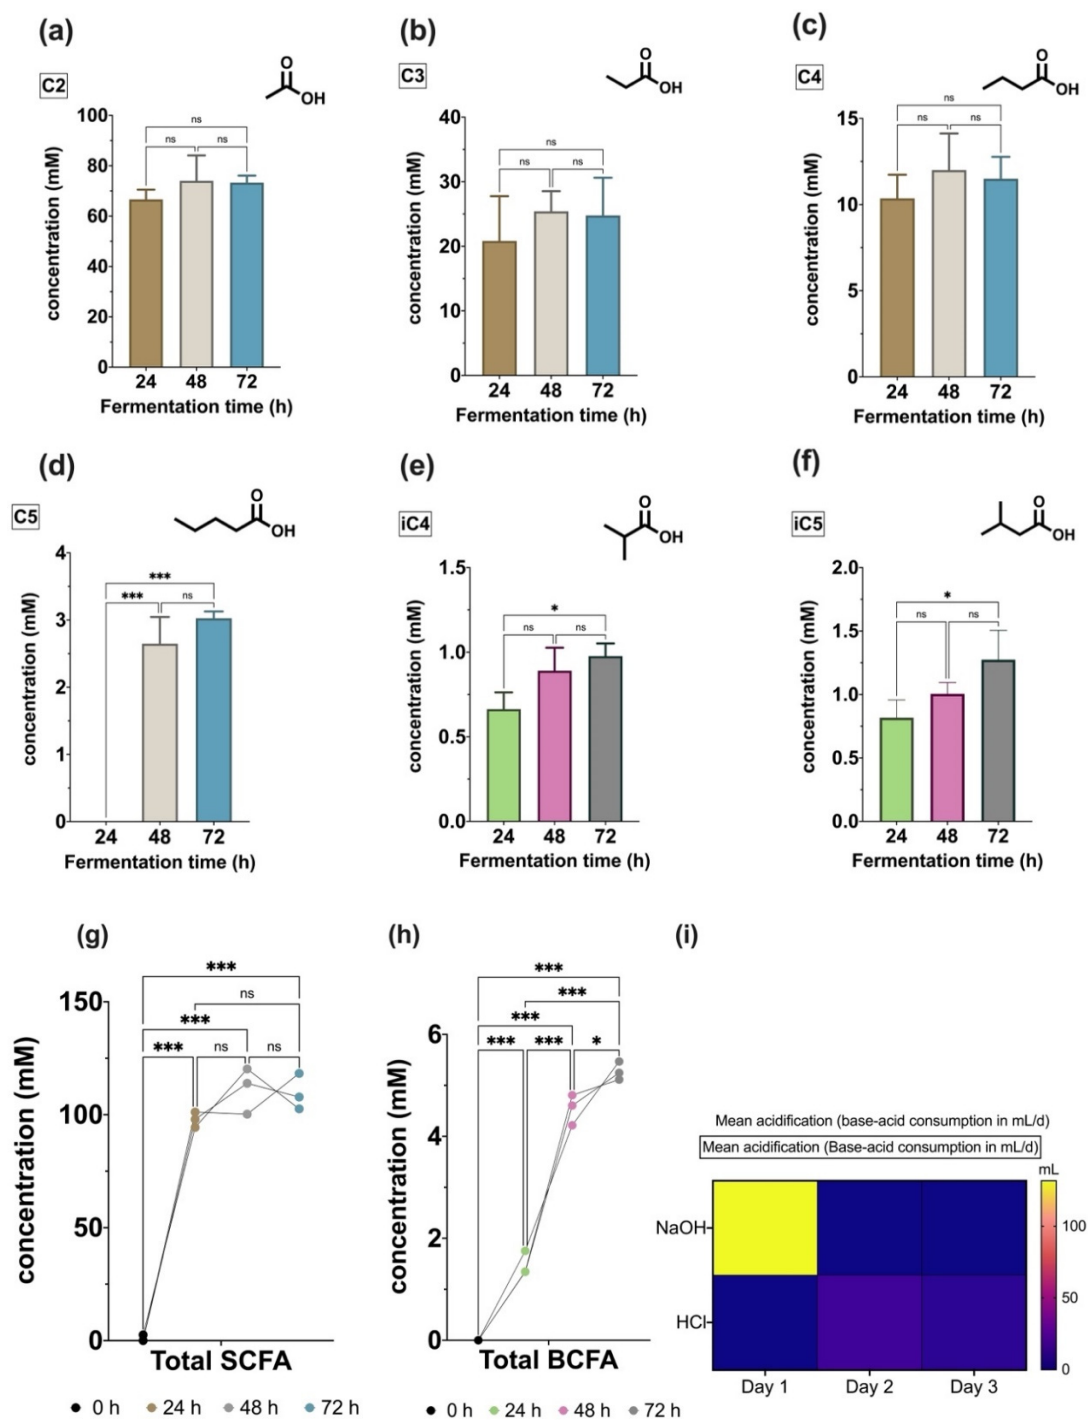 (a)
C2
O
OH
100
80
60
40
20
0
concentration (mM)
ns
ns
ns
24 48 72
Fermentation time (h)
(b)
C3
O
OH
40
30
20
10
0
concentration (mM)
ns
ns
ns
24 48 72
Fermentation time (h)
(c)
C4
O
OH
15
10
5
0
concentration (mM)
ns
ns
ns
24 48 72
Fermentation time (h)
(d)
C5
O
OH
4
3
2
1
0
concentration (mM)
***
***
ns
24 48 72
Fermentation time (h)
(e)
iC4
O
OH
1.5
1.0
0.5
0.0
concentration (mM)
*
ns
ns
24 48 72
Fermentation time (h)
(f)
iC5
O
OH
2.0
1.5
1.0
0.5
0.0
concentration (mM)
*
ns
ns
24 48 72
Fermentation time (h)
(g)
150
100
50
0
concentration (mM)
***
ns
***
***
ns
ns
Total SCFA
0 h 24 h 48 h 72 h
(h)
6
4
2
0
concentration (mM)
***
***
***
***
***
*
Total BCFA
0 h 24 h 48 h 72 h
(i)
Mean acidification (base-acid consumption in mL/d)
Mean acidification (Base-acid consumption in mL/d)
mL
100
50
0
NaOH
HCl
Day 1 Day 2 Day 3